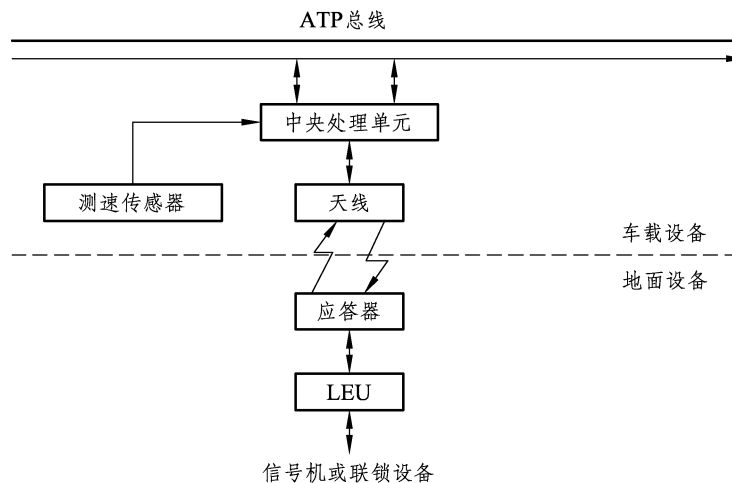 ATP总线
中央处理单元
测速传感器
天线
车载设备
地面设备
应答器
LEU
信号机或联锁设备